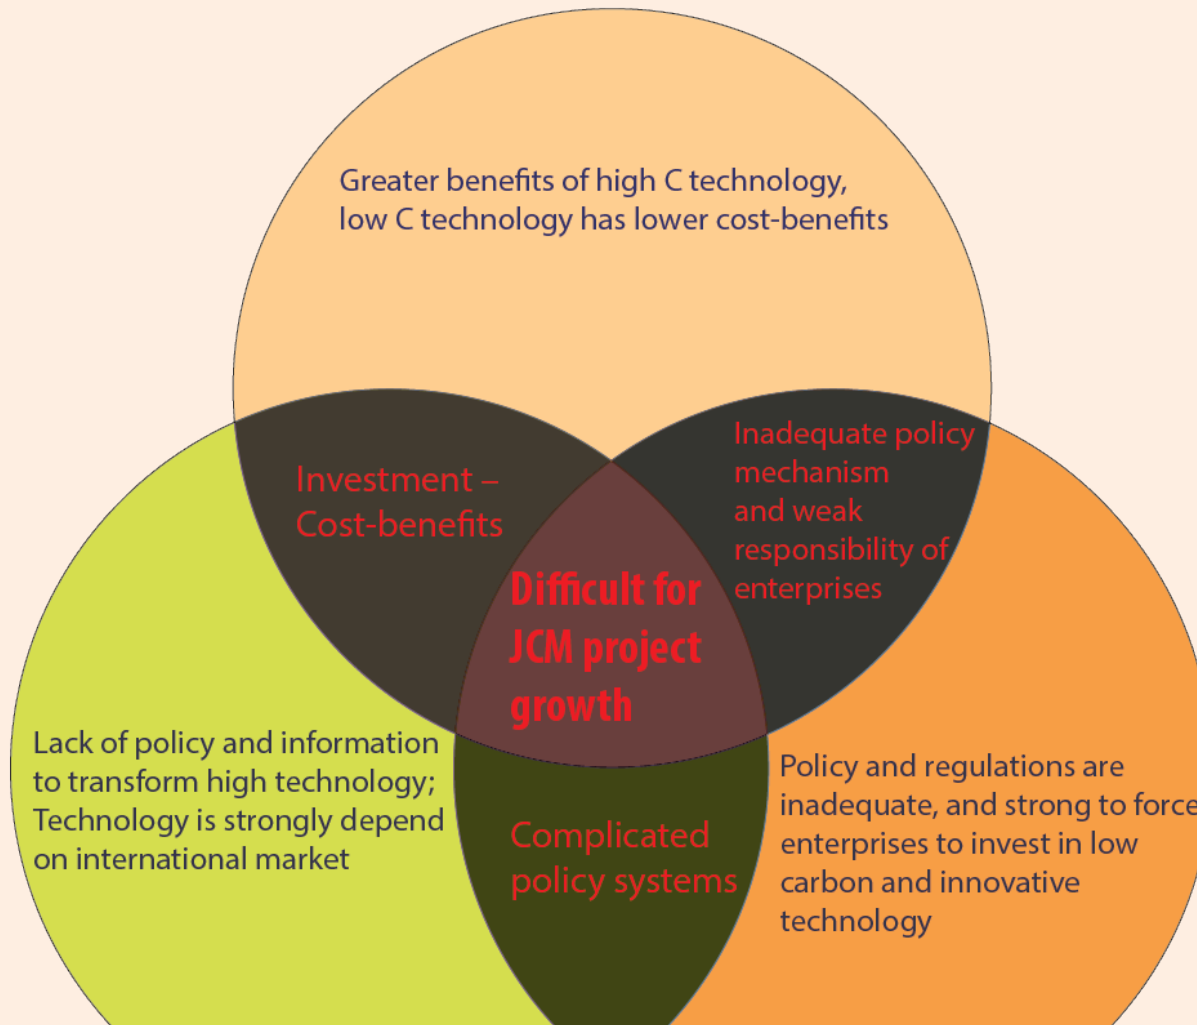 Greater benefits of high C technology,
low C technology has lower cost-benefits
Investment –
Cost-benefits
Inadequate policy
mechanism
and weak
responsibility of
enterprises
Difficult for
JCM project
growth
Lack of policy and information
to transform high technology;
Technology is strongly depend
on international market
Complicated
policy systems
Policy and regulations are
inadequate, and strong to force
enterprises to invest in low
carbon and innovative
technology